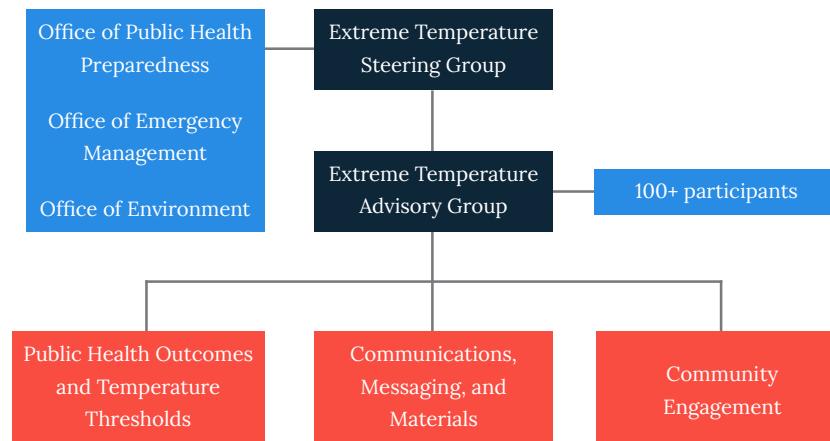 Office of Public Health
Preparedness
Office of Emergency
Management
Office of Environment
Extreme Temperature
Steering Group
Extreme Temperature
Advisory Group
100+ participants
Public Health Outcomes
and Temperature
Thresholds
Communications,
Messaging, and
Materials
Community
Engagement